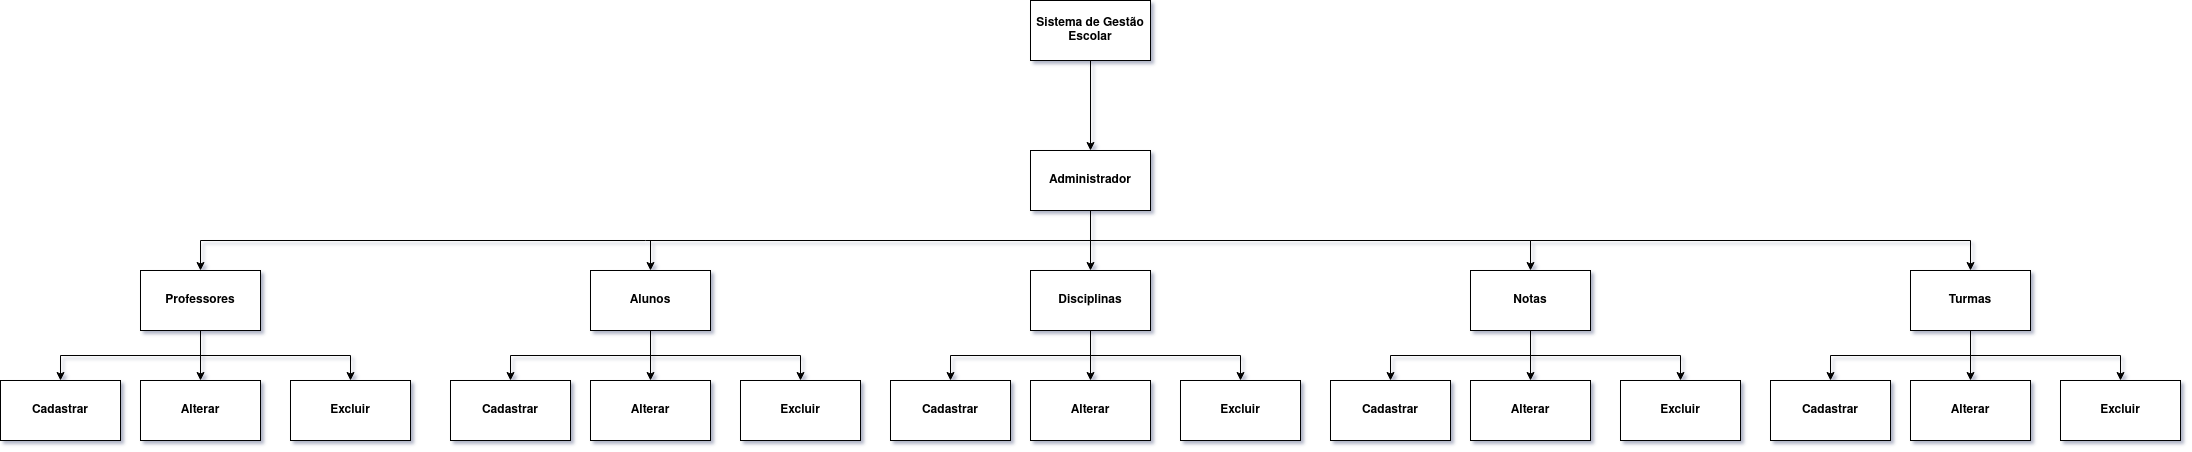 Sistema de Gestão
Escolar
Administrador
Professores
Alunos
Disciplinas
Notas
Turmas
Cadastrar
Alterar
Excluir
Cadastrar
Alterar
Excluir
Cadastrar
Alterar
Excluir
Cadastrar
Alterar
Excluir
Cadastrar
Alterar
Excluir